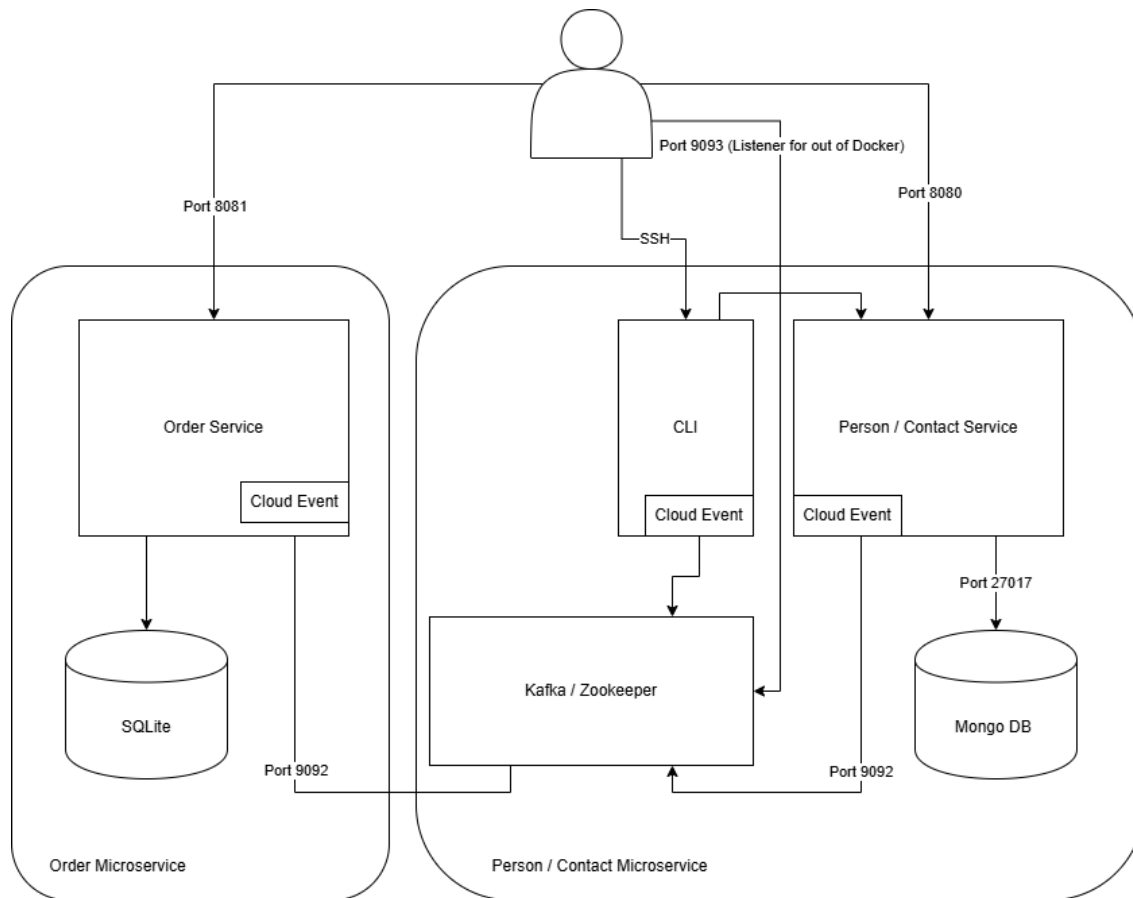 Port 9093 (Listener for out of Docker)
Port 8081
Port 8080
SSH
Order Service
CLI
Person / Contact Service
Cloud Event
Cloud Event
Cloud Event
Port 27017
Kafka / Zookeeper
SQLite
Mongo DB
Port 9092
Port 9092
Order Microservice
Person / Contact Microservice